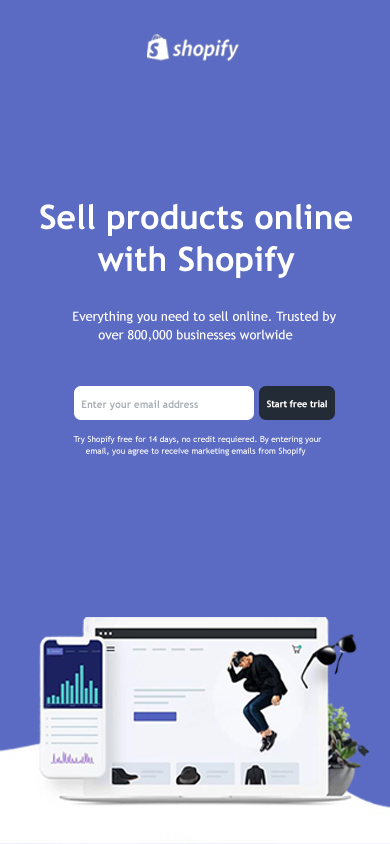 shopify
Sell products online
with Shopify
Everything you need to sell online. Trusted by
over 800,000 businesses worlwide
Enter your email address
Start free trial
Try Shopify free for 14 days, no credit requiered. By entering your
email, you agree to receive marketing emails from Shopify